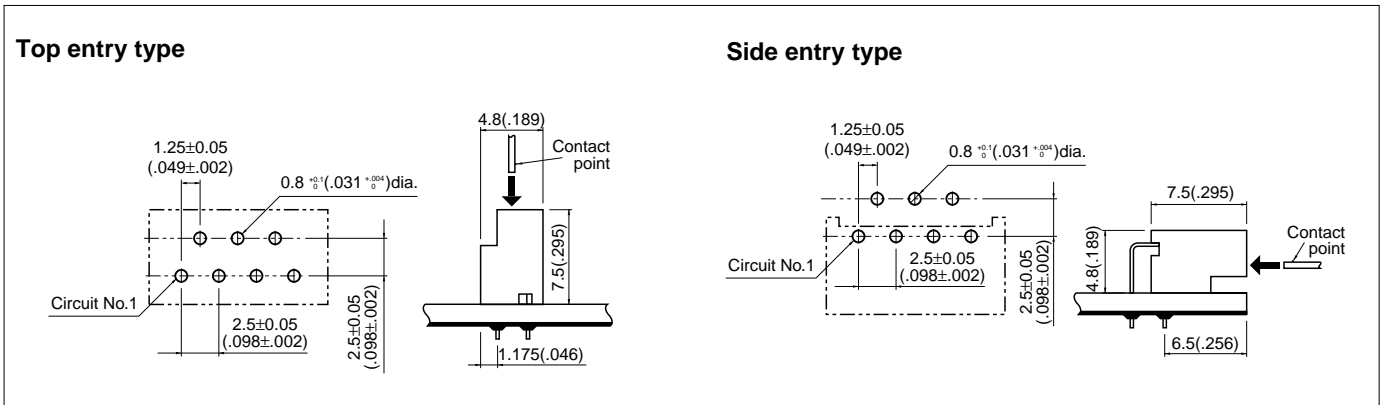 Top entry type
1.25±0.05
(.049±.002)
0.8 +0.1 0 (.031 +.004 0 )dia.
Circuit No.1
2.5±0.05
(.098±.002)
2.5±0.05
(.098±.002)
4.8(.189)
Contact
point
7.5(.295)
1.175(.046)
Side entry type
1.25±0.05
(.049±.002)
0.8 +0.1 0 (.031 +.004 0 )dia.
Circuit No.1
2.5±0.05
(.098±.002)
2.5±0.05
(.098±.002)
7.5(.295)
4.8(.189)
Contact
point
6.5(.256)